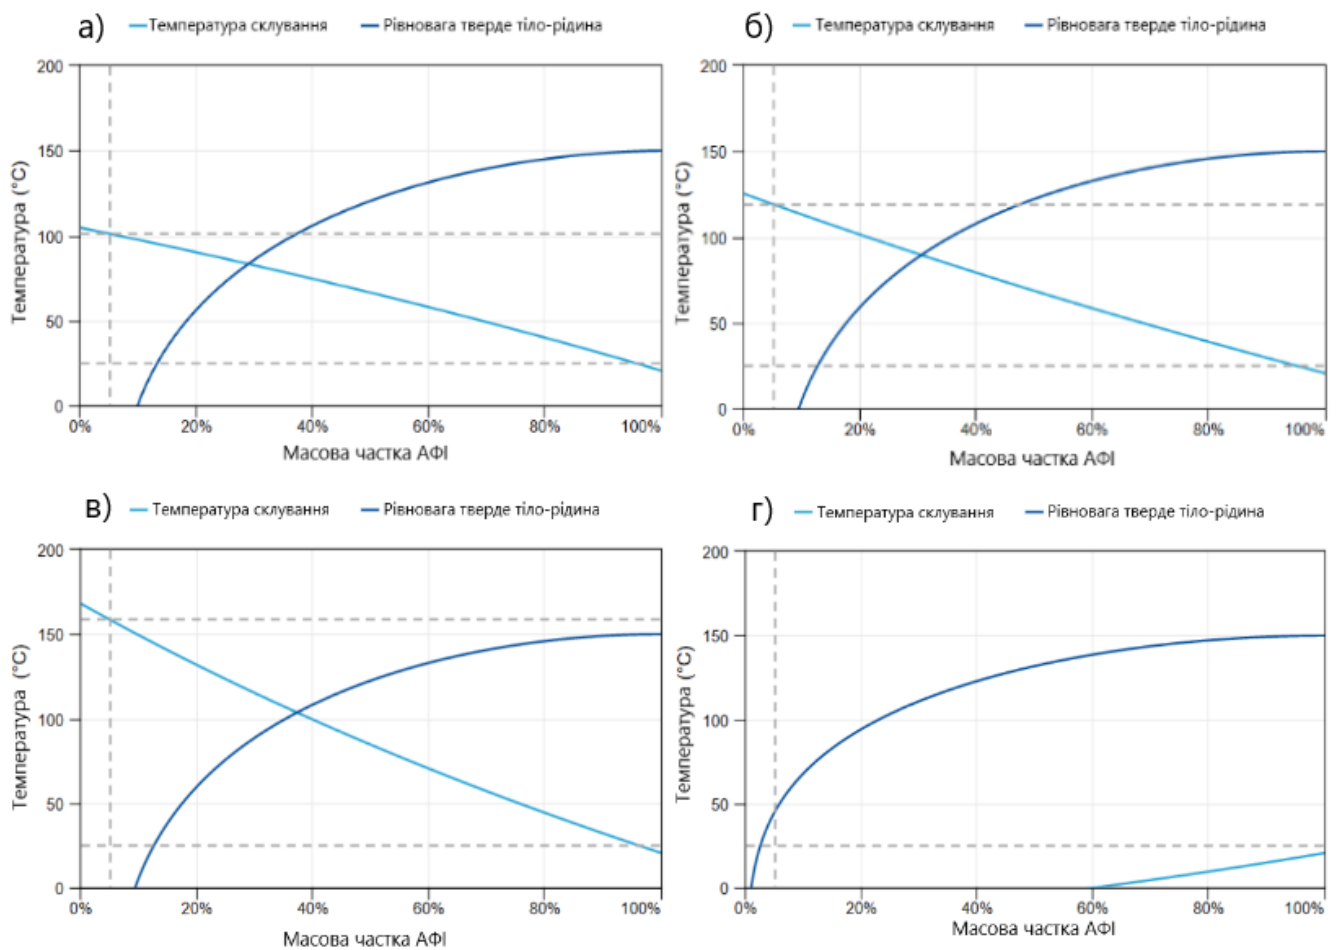 а) Температура склування Рівновага тверде тіло-рідина
200
150
100
50
0
Температура (°C)
0% 20% 40% 60% 80% 100%
Масова частка АФІ
б) Температура склування Рівновага тверде тіло-рідина
200
150
100
50
0
Температура (°C)
0% 20% 40% 60% 80% 100%
Масова частка АФІ
в) Температура склування Рівновага тверде тіло-рідина
200
150
100
50
0
Температура (°C)
0% 20% 40% 60% 80% 100%
Масова частка АФІ
г) Температура склування Рівновага тверде тіло-рідина
200
150
100
50
0
Температура (°C)
0% 20% 40% 60% 80% 100%
Масова частка АФІ